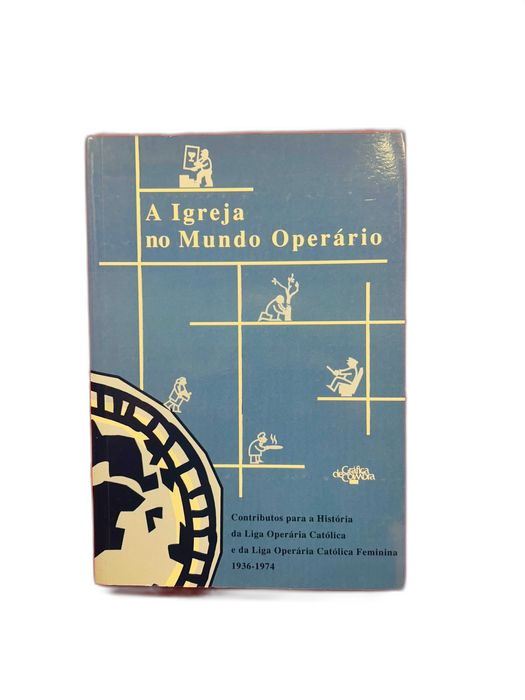 A Igreja
no Mundo Operário
Gráfica
de Coimbra
Contributos para a História
da Liga Operária Católica
e da Liga Operária Católica Feminina
1936-1974